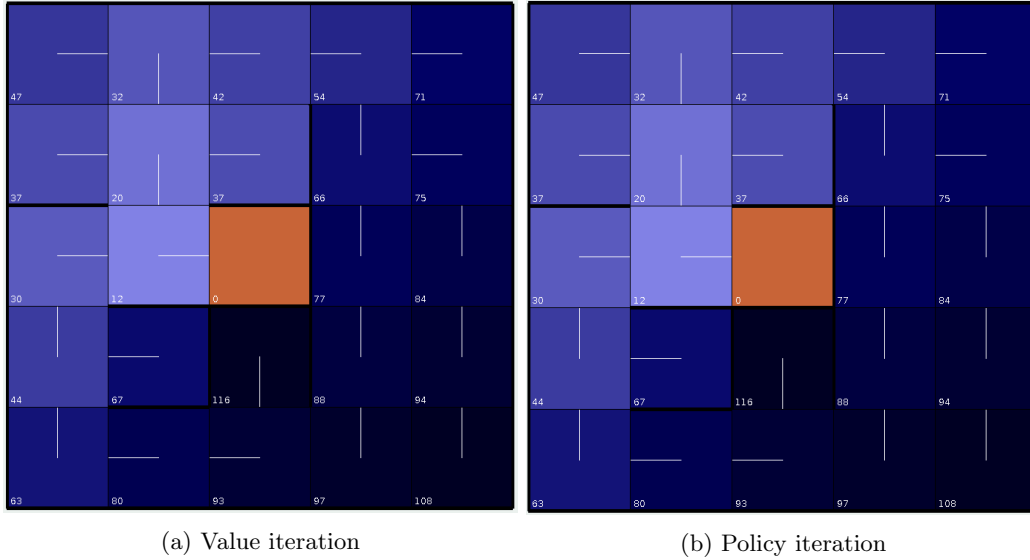 47 32 42 54 71
37 20 37 66 75
30 12 0 77 84
44 67 116 88 94
63 80 93 97 108
(a) Value iteration
47 32 42 54 71
37 20 37 66 75
30 12 0 77 84
44 67 116 88 94
63 80 93 97 108
(b) Policy iteration